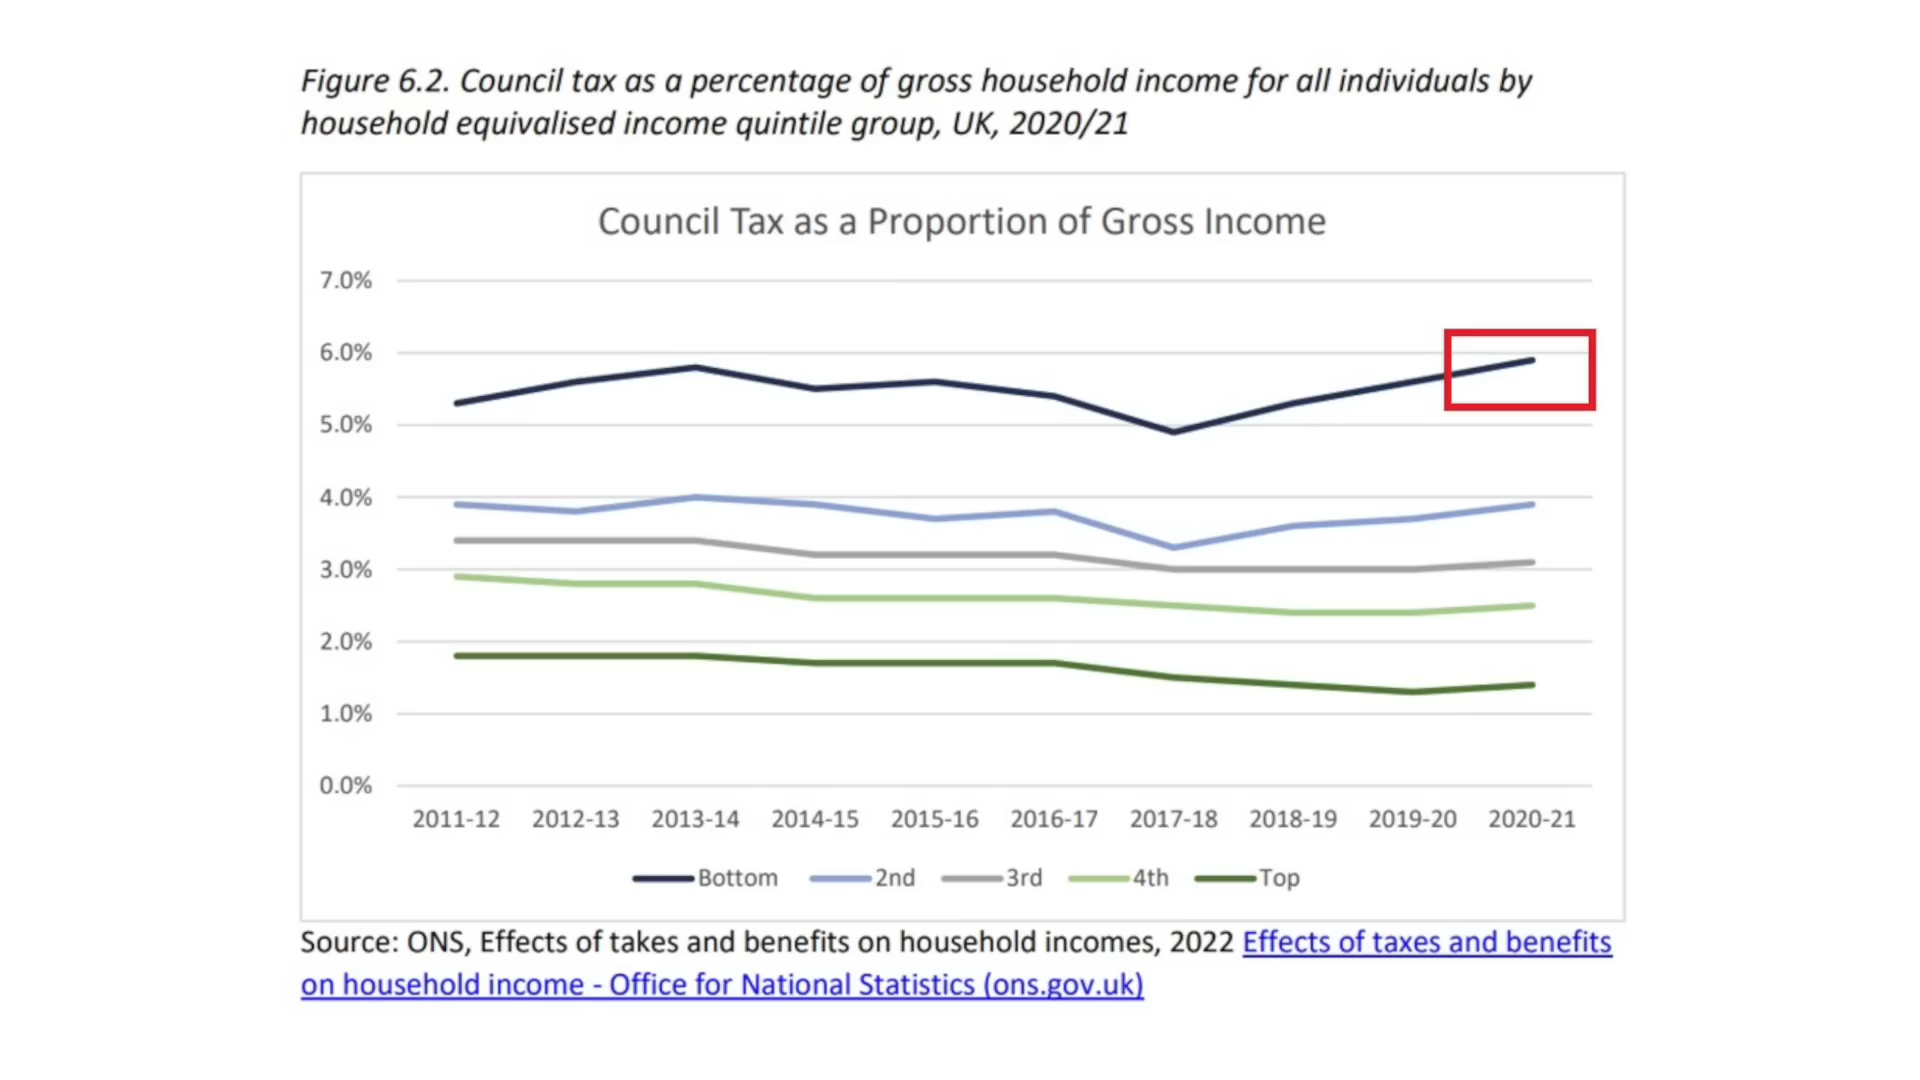 Figure 6.2. Council tax as a percentage of gross household income for all individuals by
household equivalised income quintile group, UK, 2020/21
Council Tax as a Proportion of Gross Income
7.0%
6.0%
5.0%
4.0%
3.0%
2.0%
1.0%
0.0%
2011-12 2012-13 2013-14 2014-15 2015-16 2016-17 2017-18 2018-19 2019-20 2020-21
Bottom 2nd 3rd 4th Top
Source: ONS, Effects of takes and benefits on household incomes, 2022 Effects of taxes and benefits
on household income - Office for National Statistics (ons.gov.uk)